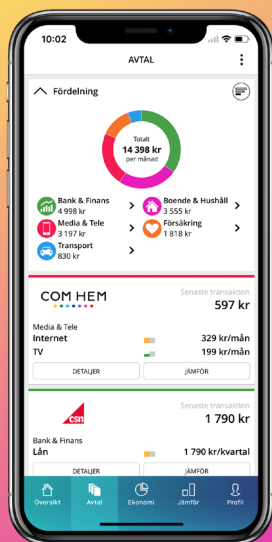 10:02
AVTAL
Fördelning
Totalt
14 398 kr
per månad
Bank & Finans
4 998 kr
Boende & Hushåll
3 555 kr
Media & Tele
3 197 kr
Försäkring
1 818 kr
Transport
830 kr
COM HEM
Senaste transaktion
597 kr
Media & Tele
Internet
329 kr/mån
TV
199 kr/mån
DETALJER
JÄMFÖR
csn
Senaste transaktion
1 790 kr
Bank & Finans
Lån
1 790 kr/kvartal
DETALJER
JÄMFÖR
Översikt
Avtal
Ekonomi
Jämför
Profil